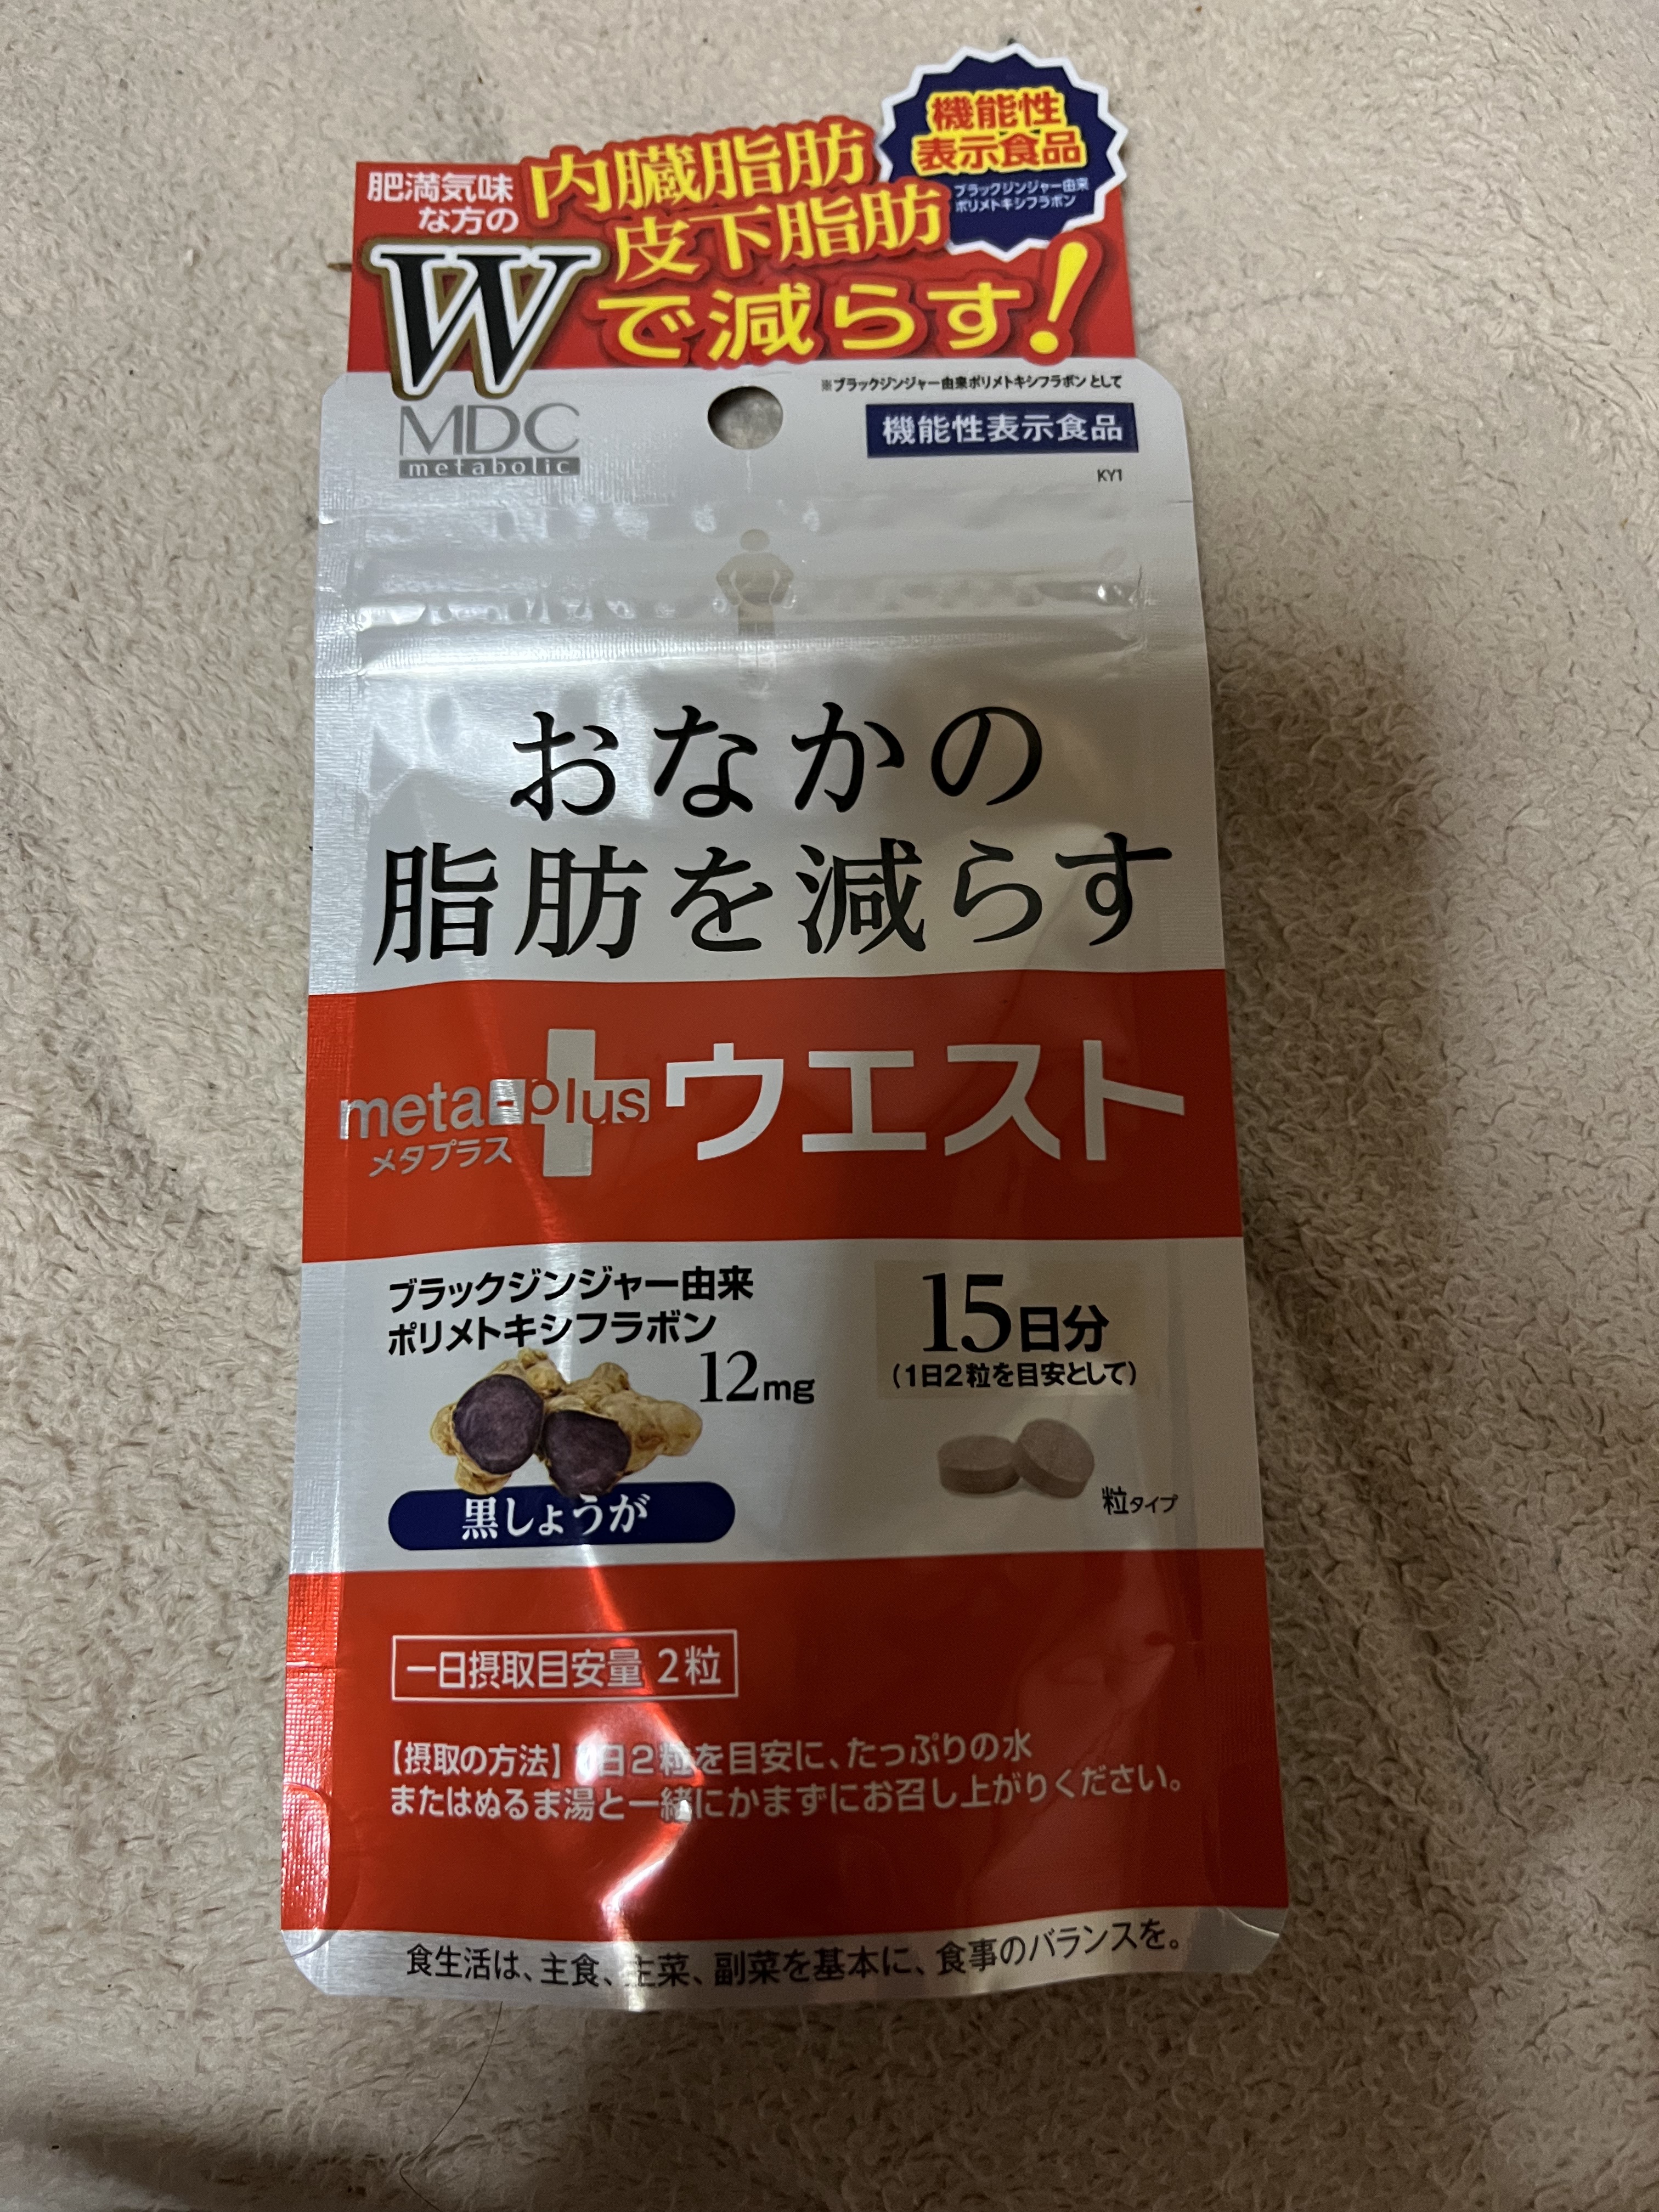 機能性
表示食品
ブラックジンジャー由来
ポリメトキシフラボン
肥満気味
な方の
内臓脂肪
皮下脂肪
Wで減らす!
※ブラックジンジャー由来ポリメトキシフラボンとして
MDC
metabolic
機能性表示食品
KY1
おなかの
脂肪を減らす
meta-plus ウエスト
メタプラス
ブラックジンジャー由来
ポリメトキシフラボン
12mg
黒しょうが
15日分
(1日2粒を目安として)
粒タイプ
一日摂取目安量 2粒
【摂取の方法】1日2粒を目安に、たっぷりの水
またはぬるま湯と一緒にかまずにお召し上がりください。
食生活は、主食、主菜、副菜を基本に、食事のバランスを。